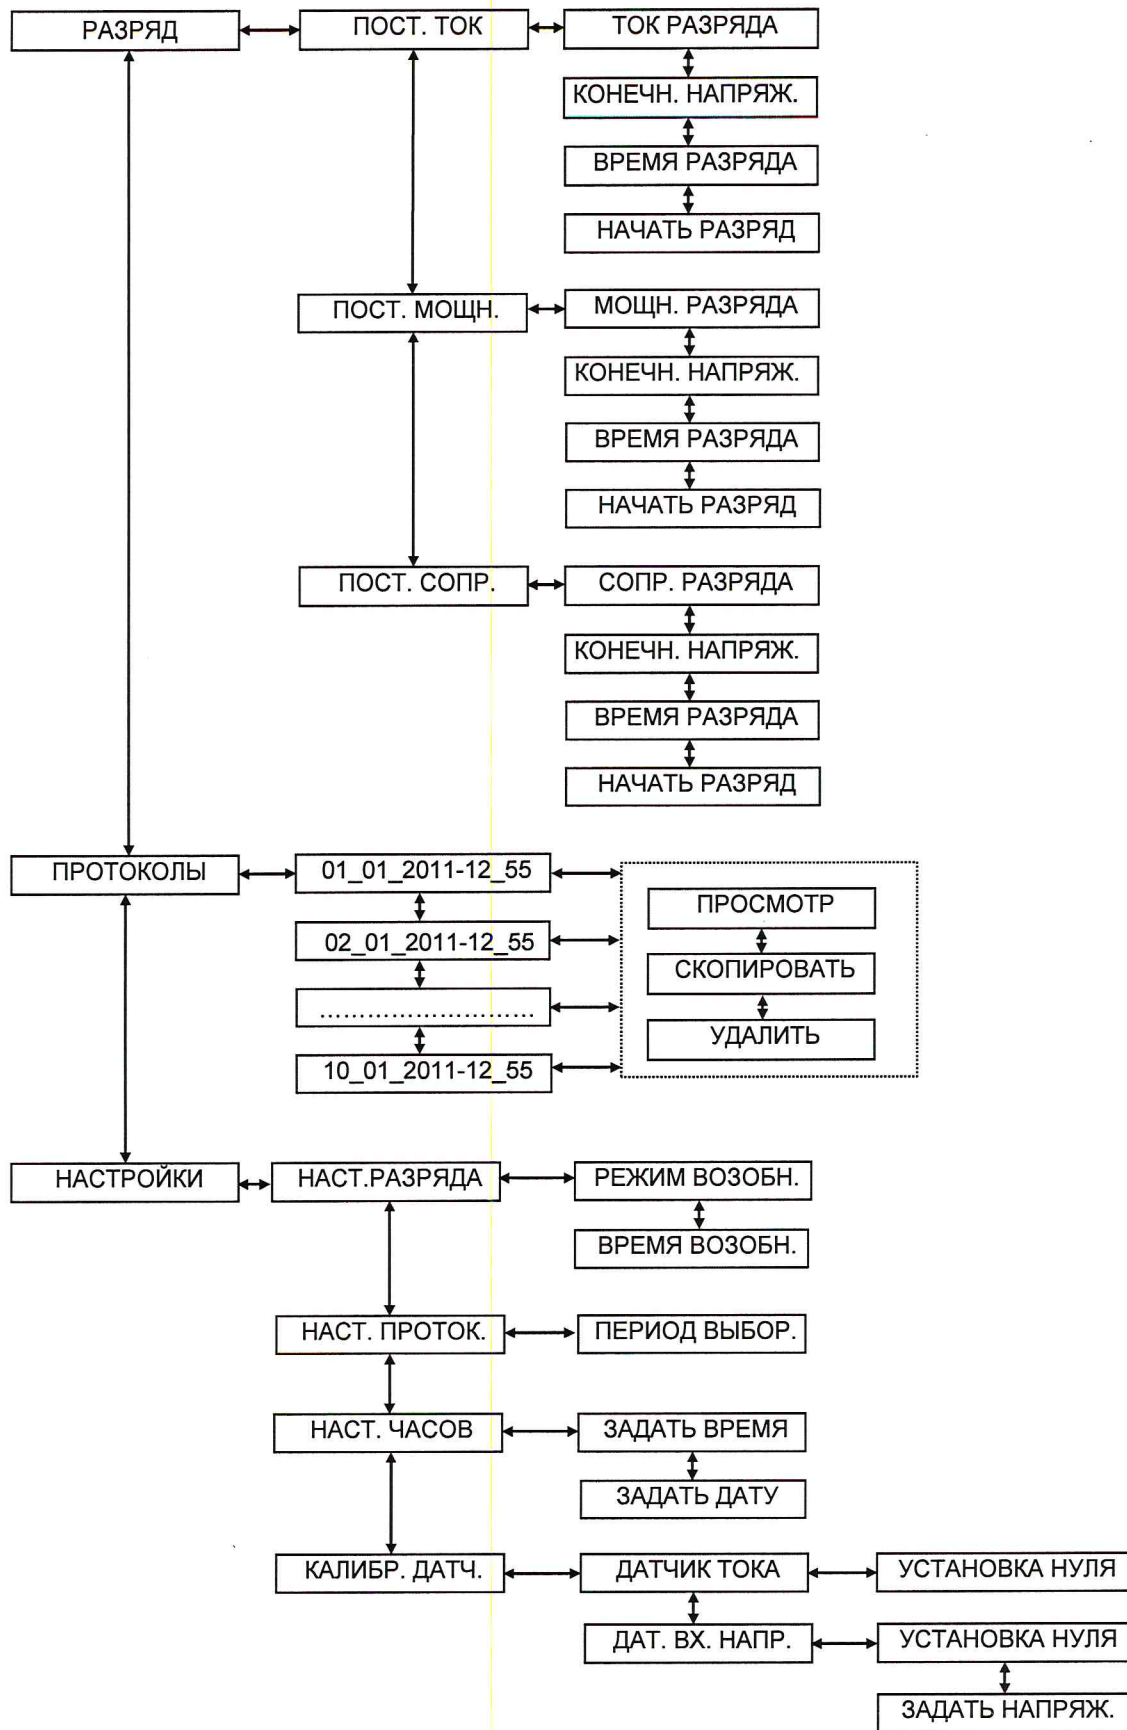 РАЗРЯД
ПОСТ. ТОК
ТОК РАЗРЯДА
КОНЕЧН. НАПРЯЖ.
ВРЕМЯ РАЗРЯДА
НАЧАТЬ РАЗРЯД
ПОСТ. МОЩН.
МОЩН. РАЗРЯДА
КОНЕЧН. НАПРЯЖ.
ВРЕМЯ РАЗРЯДА
НАЧАТЬ РАЗРЯД
ПОСТ. СОПР.
СОПР. РАЗРЯДА
КОНЕЧН. НАПРЯЖ.
ВРЕМЯ РАЗРЯДА
НАЧАТЬ РАЗРЯД
ПРОТОКОЛЫ
01_01_2011-12_55
02_01_2011-12_55
............................
10_01_2011-12_55
ПРОСМОТР
СКОПИРОВАТЬ
УДАЛИТЬ
НАСТРОЙКИ
НАСТ.РАЗРЯДА
РЕЖИМ ВОЗОБН.
ВРЕМЯ ВОЗОБН.
НАСТ. ПРОТОК.
ПЕРИОД ВЫБОР.
НАСТ. ЧАСОВ
ЗАДАТЬ ВРЕМЯ
ЗАДАТЬ ДАТУ
КАЛИБР. ДАТЧ.
ДАТЧИК ТОКА
УСТАНОВКА НУЛЯ
ДАТ. ВХ. НАПР.
УСТАНОВКА НУЛЯ
ЗАДАТЬ НАПРЯЖ.